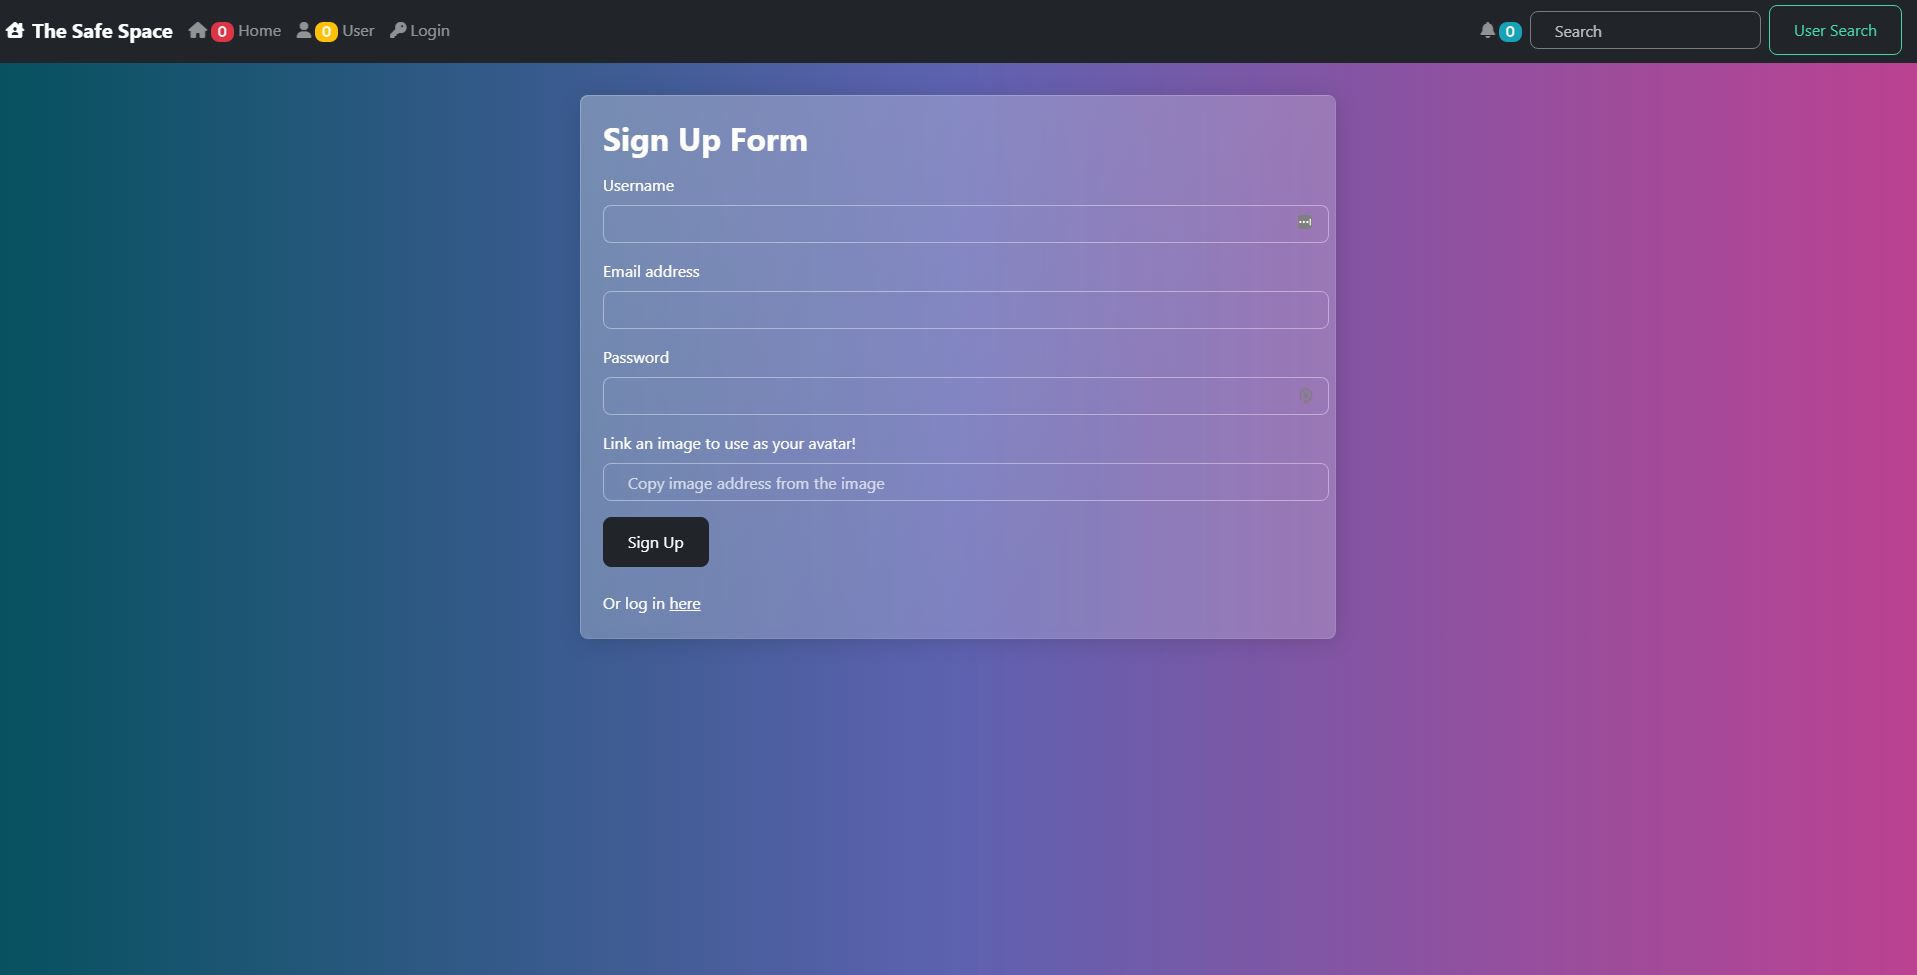 The Safe Space 0 Home 0 User Login 0 Search User Search
Sign Up Form
Username
Email address
Password
Link an image to use as your avatar!
Copy image address from the image
Sign Up
Or log in here